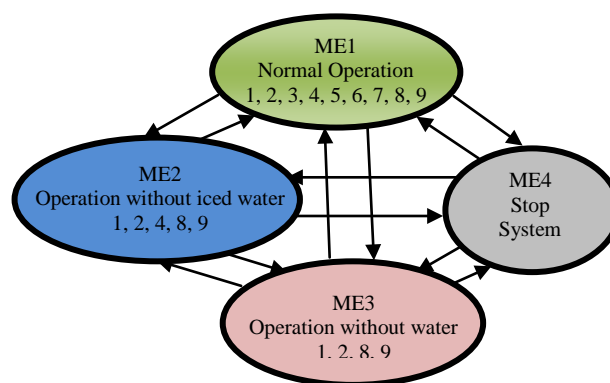 ME1
Normal Operation
1, 2, 3, 4, 5, 6, 7, 8, 9
ME2
Operation without iced water
1, 2, 4, 8, 9
ME4
Stop
System
ME3
Operation without water
1, 2, 8, 9